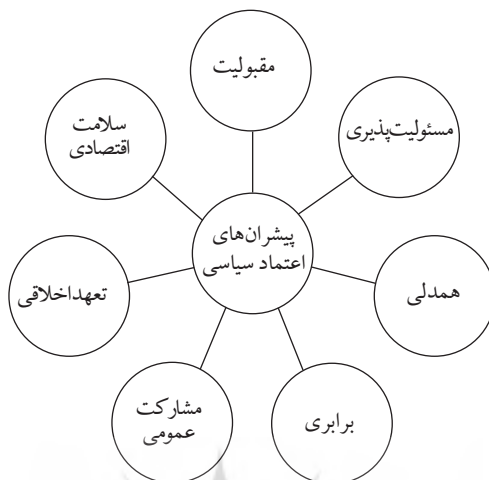 مقبولیت
مسئولیت‌پذیری
سلامت
اقتصادی
پیشران‌های
اعتماد سیاسی
همدلی
تعهداخلاقی
برابری
مشارکت
عمومی